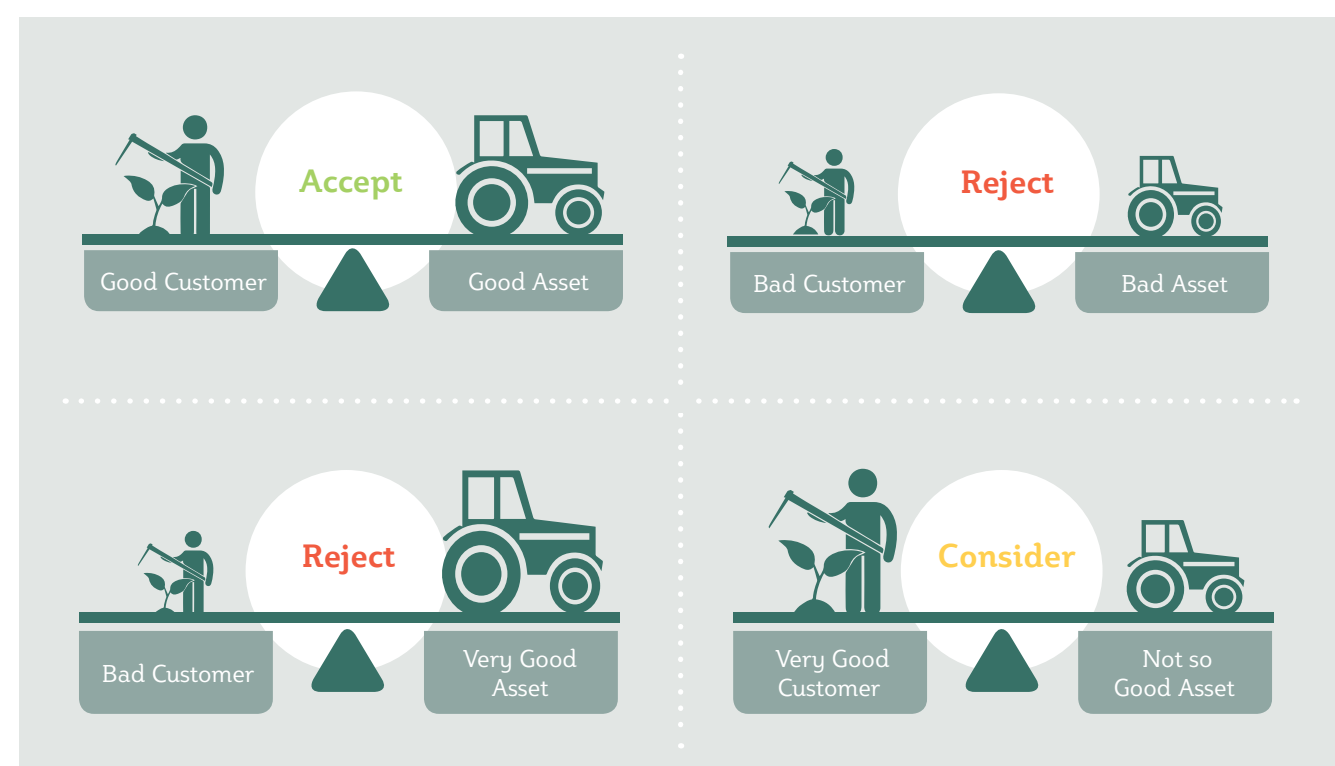 Accept
Good Customer
Good Asset
Reject
Bad Customer
Bad Asset
Reject
Bad Customer
Very Good
Asset
Consider
Very Good
Customer
Not so
Good Asset